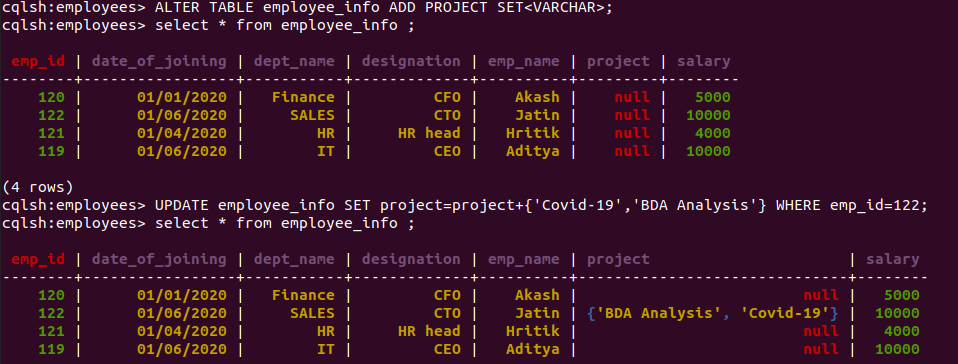 cqlsh:employees> ALTER TABLE employee_info ADD PROJECT SET<VARCHAR>;
cqlsh:employees> select * from employee_info ;
 emp_id | date_of_joining | dept_name | designation | emp_name | project | salary
--------+-----------------+-----------+-------------+----------+---------+--------
    120 |      01/01/2020 |   Finance |         CFO |    Akash |    null |   5000
    122 |      01/06/2020 |     SALES |         CTO |    Jatin |    null |  10000
    121 |      01/04/2020 |        HR |     HR head |   Hritik |    null |   4000
    119 |      01/06/2020 |        IT |         CEO |   Aditya |    null |  10000
(4 rows)
cqlsh:employees> UPDATE employee_info SET project=project+{'Covid-19','BDA Analysis'} WHERE emp_id=122;
cqlsh:employees> select * from employee_info ;
 emp_id | date_of_joining | dept_name | designation | emp_name | project                      | salary
--------+-----------------+-----------+-------------+----------+------------------------------+--------
    120 |      01/01/2020 |   Finance |         CFO |    Akash |                         null |   5000
    122 |      01/06/2020 |     SALES |         CTO |    Jatin | {'BDA Analysis', 'Covid-19'} |  10000
    121 |      01/04/2020 |        HR |     HR head |   Hritik |                         null |   4000
    119 |      01/06/2020 |        IT |         CEO |   Aditya |                         null |  10000